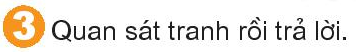 3 Quan sát tranh rồi trả lời.